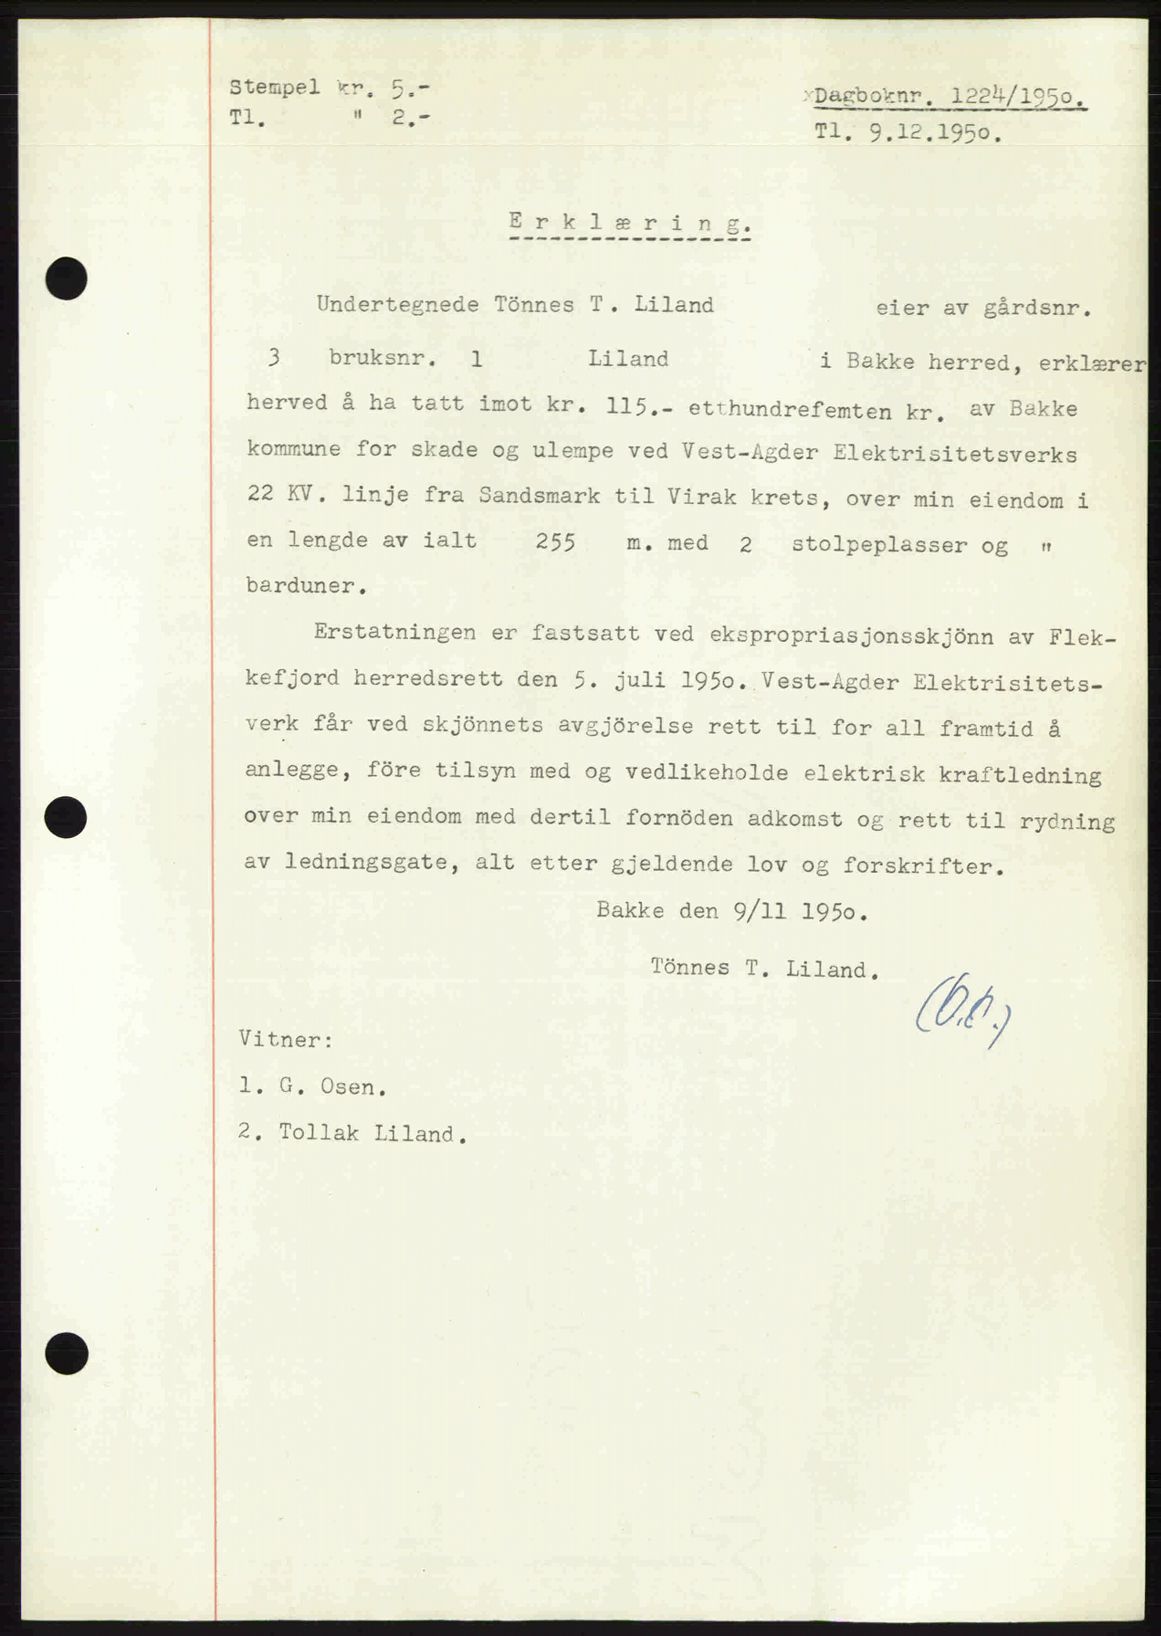 Stempel kr. 5.-
Tl. " 2.-
Dagboknr. 1224/195o.
Tl. 9.12.195o.
E r k l æ r i n g.
Undertegnede Tönnes T. Liland eier av gårdsnr.
3 bruksnr. 1 Liland i Bakke herred, erklærer
herved å ha tatt imot kr. 115.- etthundrefemten kr. av Bakke
kommune for skade og ulempe ved Vest-Agder Elektrisitetsverks
22 KV. linje fra Sandsmark til Virak krets, over min eiendom i
en lengde av ialt 255 m. med 2 stolpeplasser og "
barduner.
Erstatningen er fastsatt ved ekspropriasjonsskjönn av Flek-
kefjord herredsrett den 5. juli 195o. Vest-Agder Elektrisitets-
verk får ved skjönnets avgjörelse rett til for all framtid å
anlegge, före tilsyn med og vedlikeholde elektrisk kraftledning
over min eiendom med dertil fornöden adkomst og rett til rydning
av ledningsgate, alt etter gjeldende lov og forskrifter.
Bakke den 9/11 195o.
Tönnes T. Liland.
Vitner:
1. G. Osen.
2. Tollak Liland.